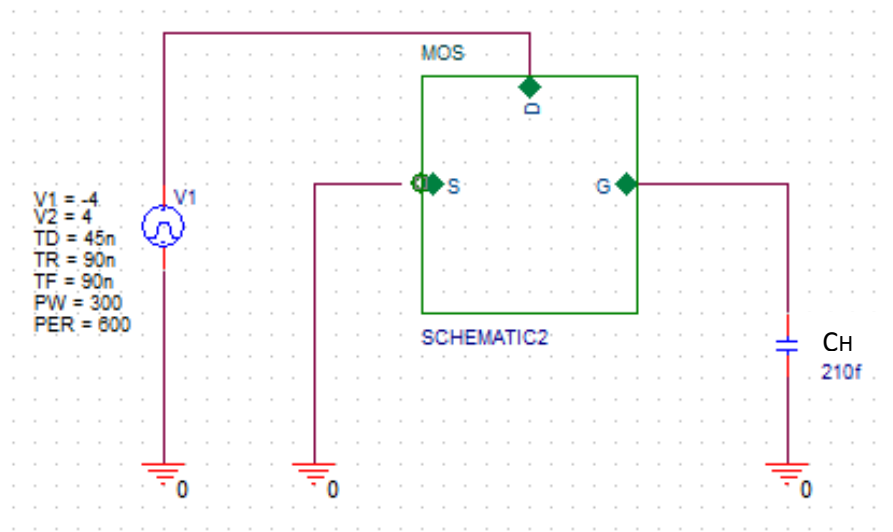 MOS
D
S
G
V1
V1 = -4
V2 = 4
TD = 45n
TR = 90n
TF = 90n
PW = 300
PER = 600
SCHEMATIC2
CH
210f
0
0
0